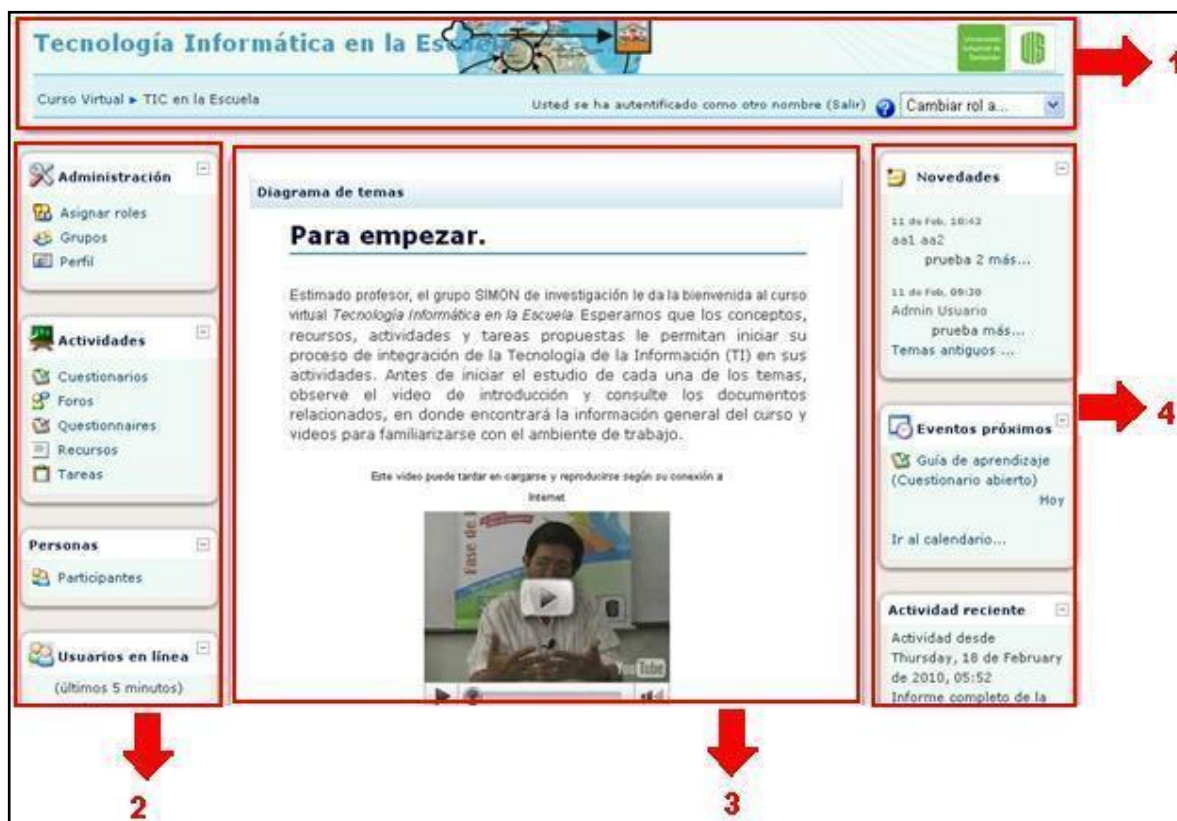 Tecnología Informática en la Escuela
Universidad
Industrial de
Santander
1
Curso Virtual ► TIC en la Escuela
Usted se ha autentificado como otro nombre (Salir)
Cambiar rol a...
Administración
Asignar roles
Grupos
Perfil
Actividades
Cuestionarios
Foros
Questionnaires
Recursos
Tareas
Personas
Participantes
Usuarios en línea
(últimos 5 minutos)
2
Diagrama de temas
Para empezar.
Estimado profesor, el grupo SIMON de investigación le da la bienvenida al curso
virtual Tecnología Informática en la Escuela. Esperamos que los conceptos,
recursos, actividades y tareas propuestas le permitan iniciar su
proceso de integración de la Tecnología de la Información (TI) en sus
actividades. Antes de iniciar el estudio de cada una de los temas,
observe el video de introducción y consulte los documentos
relacionados, en donde encontrará la información general del curso y
videos para familiarizarse con el ambiente de trabajo.
Este video puede tardar en cargarse y reproducirse según su conexión a
Internet
Fase de
You Tube
3
Novedades
11 de Feb, 10:43
aa1 aa2
prueba 2 más...
11 de Feb, 09:30
Admin Usuario
prueba más...
Temas antiguos ...
Eventos próximos
Guía de aprendizaje
(Cuestionario abierto)
Hoy
Ir al calendario...
Actividad reciente
Actividad desde
Thursday, 18 de February
de 2010, 05:52
Informe completo de la
4